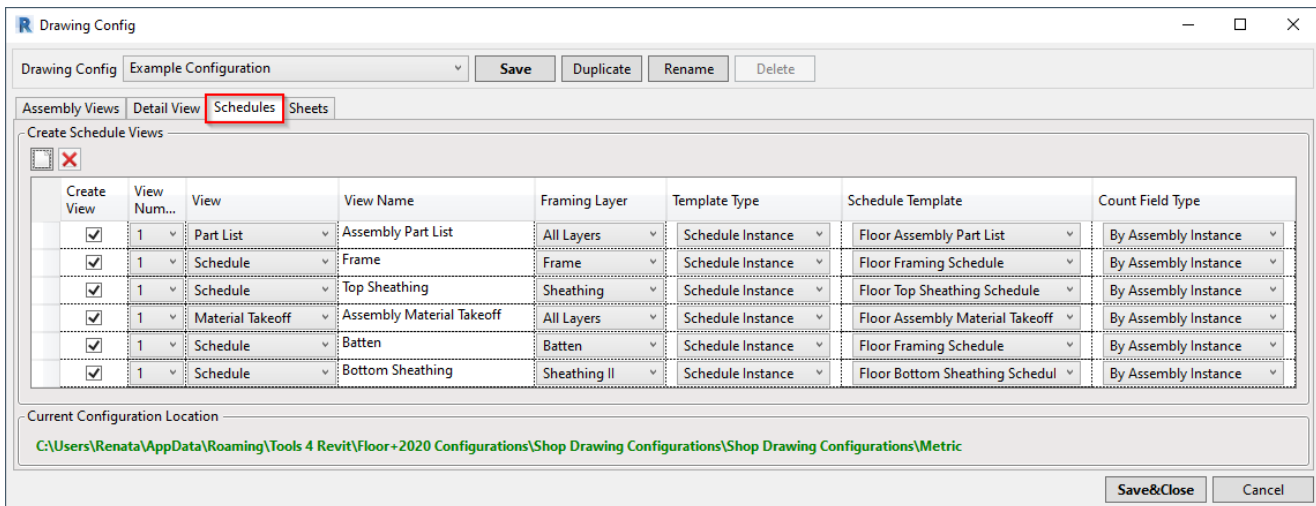 Drawing Config
Drawing Config Example Configuration Save Duplicate Rename Delete
Assembly Views Detail View Schedules Sheets
Create Schedule Views
Create View View Num... View View Name Framing Layer Template Type Schedule Template Count Field Type
1 Part List Assembly Part List All Layers Schedule Instance Floor Assembly Part List By Assembly Instance
1 Schedule Frame Frame Schedule Instance Floor Framing Schedule By Assembly Instance
1 Schedule Top Sheathing Sheathing Schedule Instance Floor Top Sheathing Schedule By Assembly Instance
1 Material Takeoff Assembly Material Takeoff All Layers Schedule Instance Floor Assembly Material Takeoff By Assembly Instance
1 Schedule Batten Batten Schedule Instance Floor Framing Schedule By Assembly Instance
1 Schedule Bottom Sheathing Sheathing II Schedule Instance Floor Bottom Sheathing Schedul By Assembly Instance
Current Configuration Location
C:\Users\Renata\AppData\Roaming\Tools 4 Revit\Floor+2020 Configurations\Shop Drawing Configurations\Shop Drawing Configurations\Metric
Save&Close Cancel